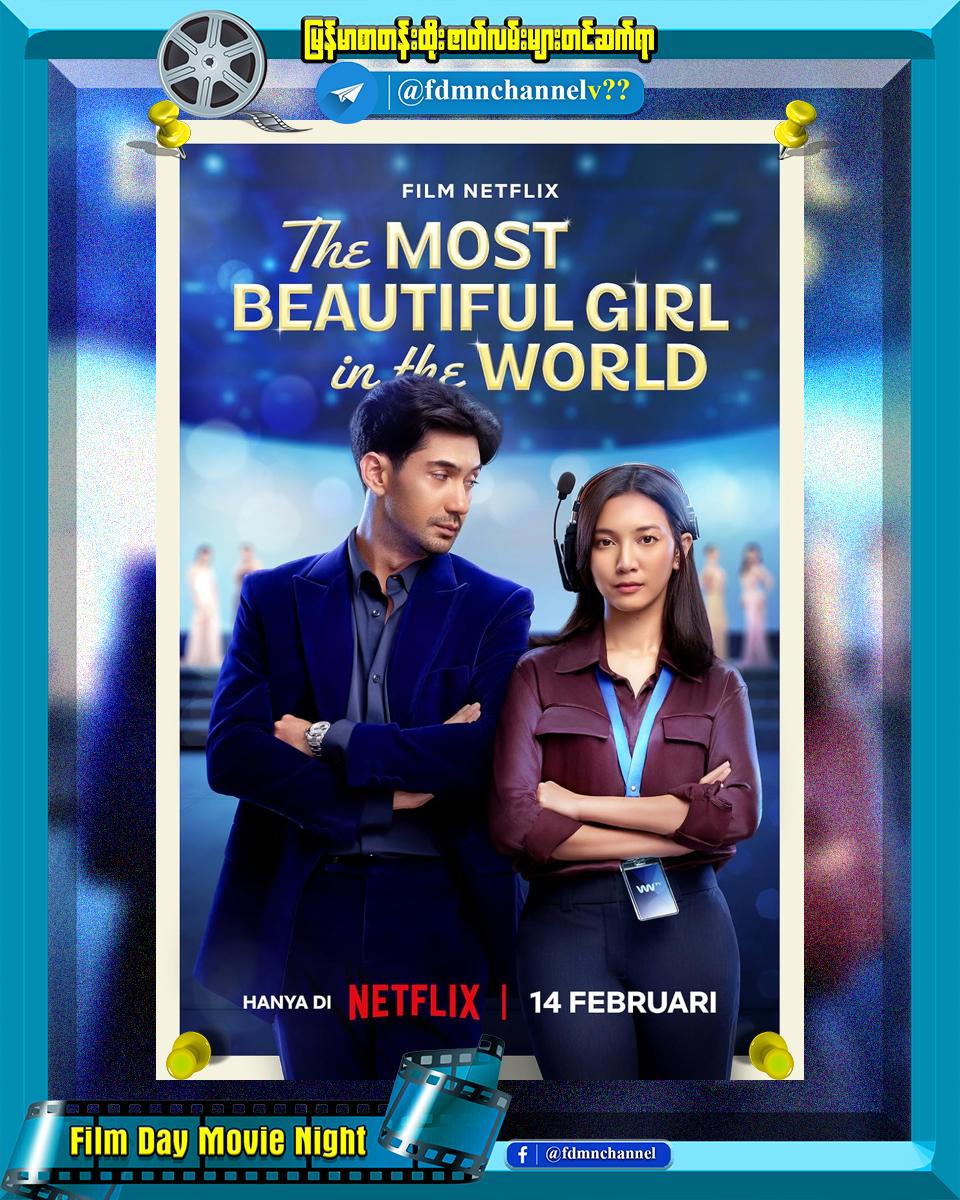 မြန်မာစာတန်းထိုးဇာတ်လမ်းများတင်ဆက်ရာ
@fdmnchannelv??
FILM NETFLIX
The MOST
BEAUTIFUL GIRL
in the WORLD
HANYA DI NETFLIX | 14 FEBRUARI
Film Day Movie Night
@fdmnchannel